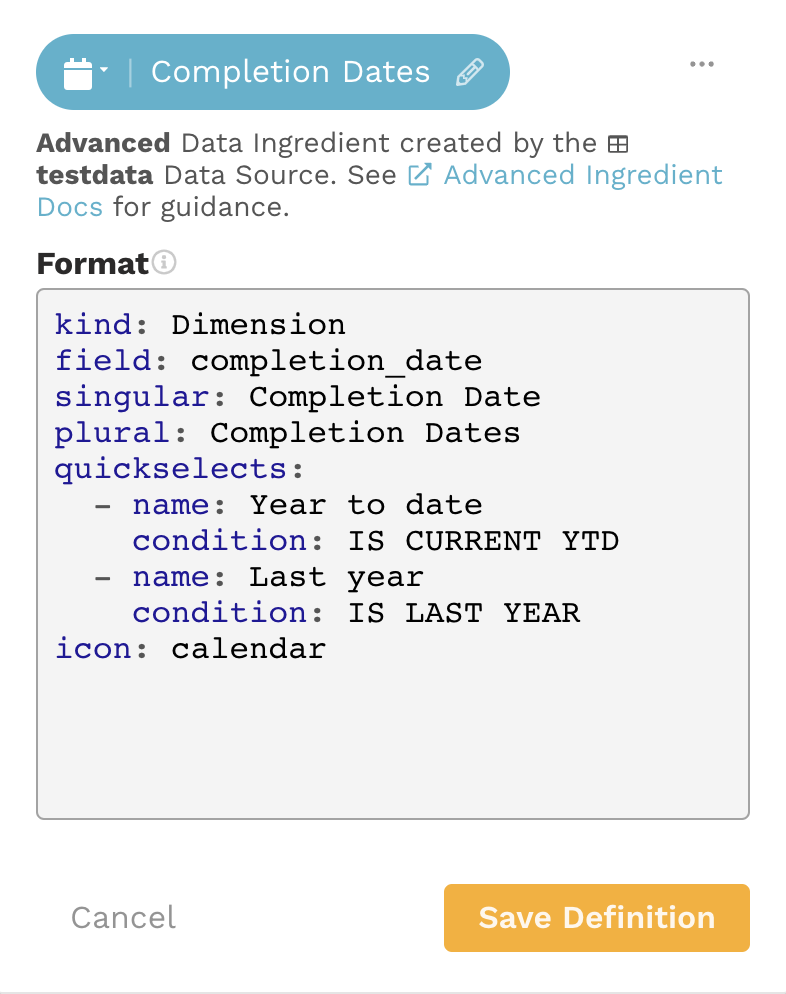 Completion Dates
Advanced Data Ingredient created by the
testdata Data Source. See Advanced Ingredient
Docs for guidance.
Format
kind: Dimension
field: completion_date
singular: Completion Date
plural: Completion Dates
quickselects:
  - name: Year to date
    condition: IS CURRENT YTD
  - name: Last year
    condition: IS LAST YEAR
icon: calendar
Cancel
Save Definition